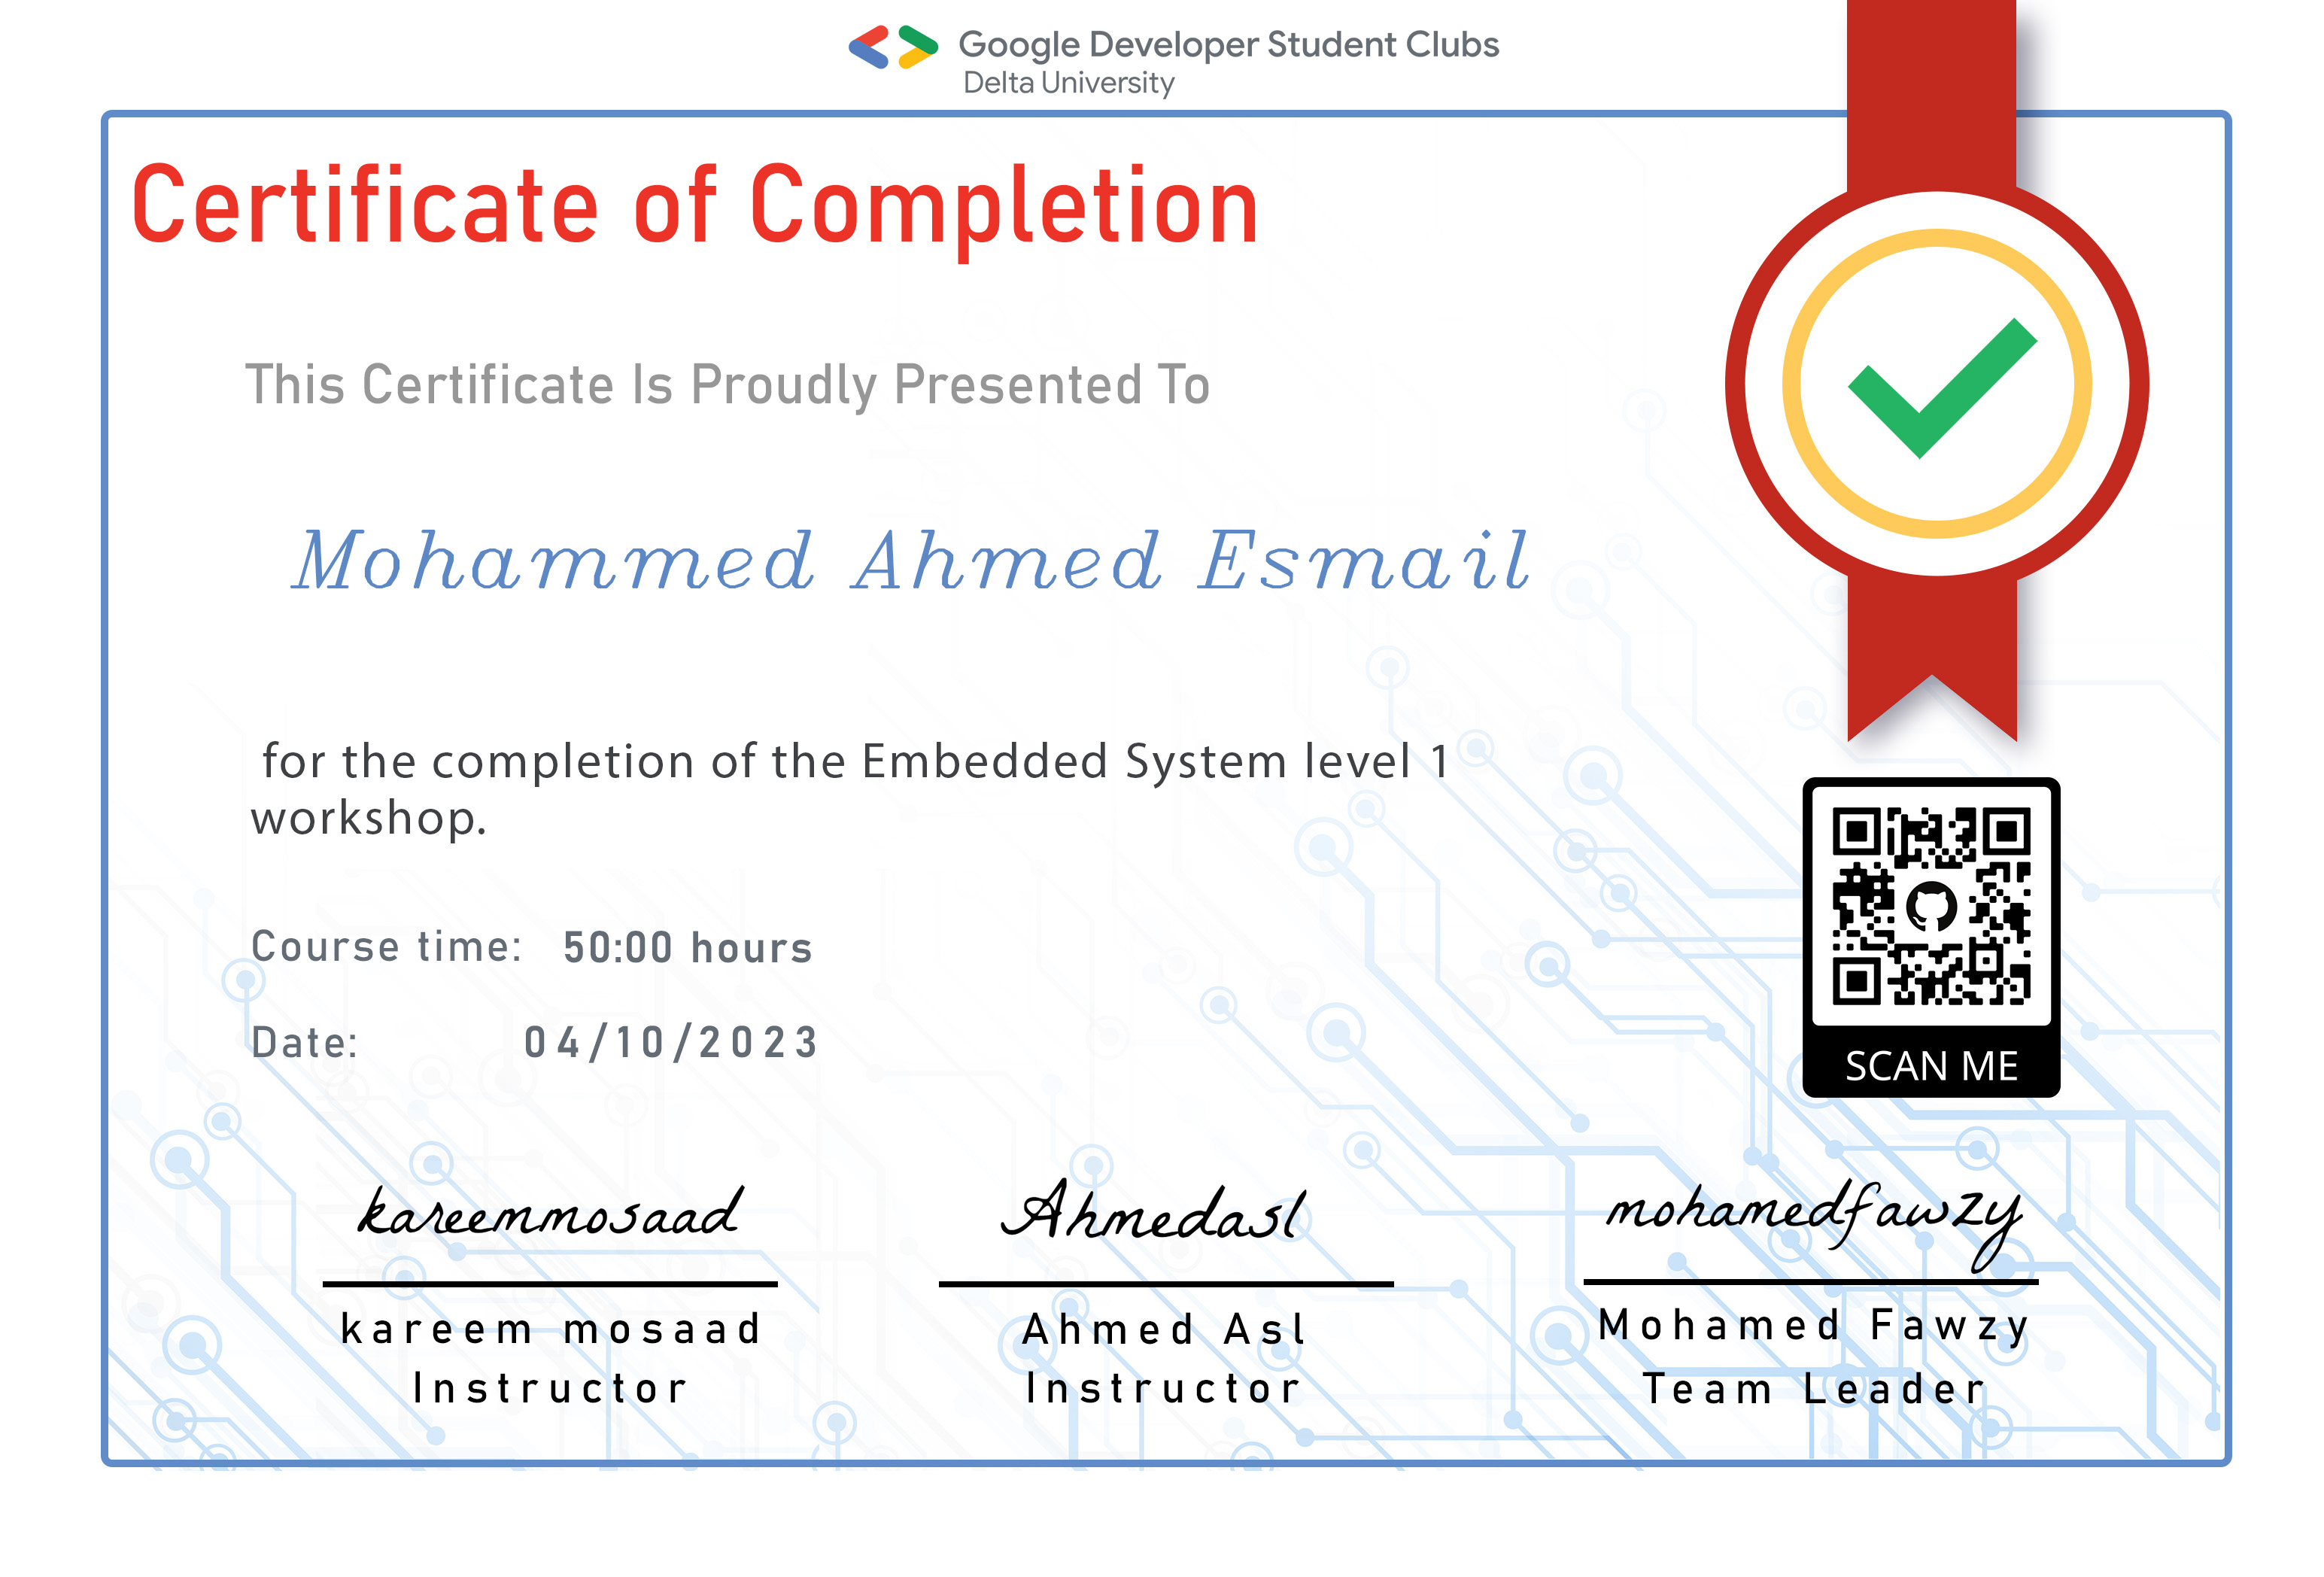 Google Developer Student Clubs
Delta University
Certificate of Completion
This Certificate Is Proudly Presented To
Mohammed Ahmed Esmail
for the completion of the Embedded System level 1
workshop.
Course time: 50:00 hours
Date: 04/10/2023
SCAN ME
kareemmosaad
Ahmedasl
mohamedfawzy
kareem mosaad
Ahmed Asl
Mohamed Fawzy
Instructor
Instructor
Team Leader